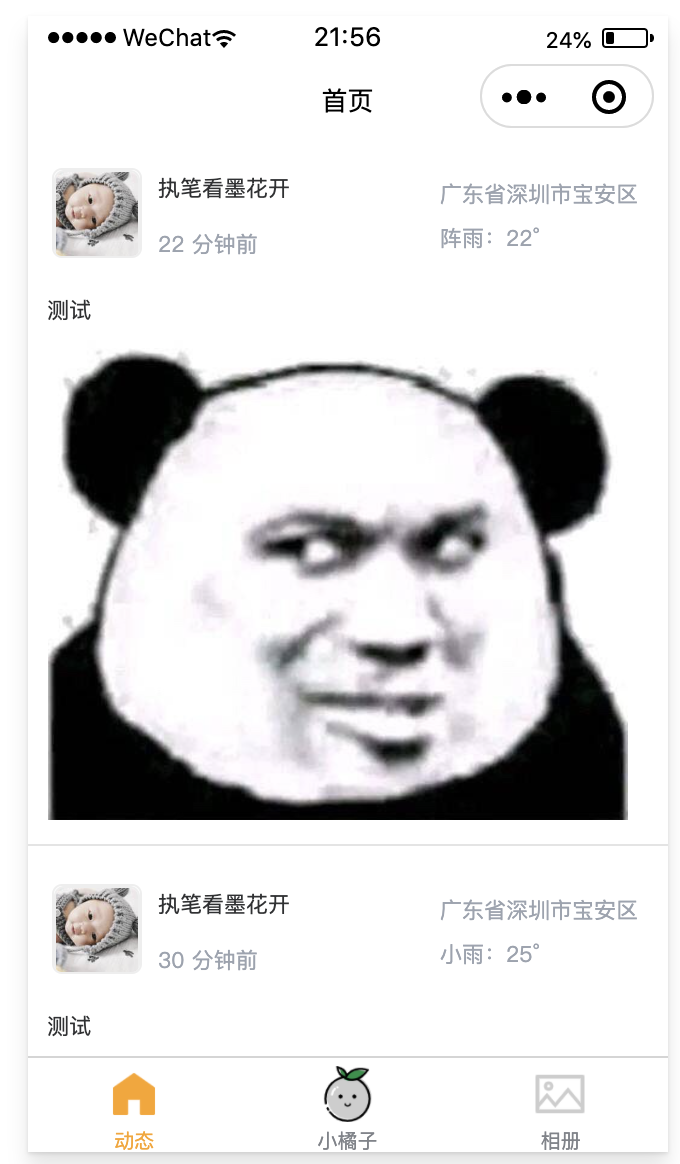 WeChat 21:56 24%
首页
执笔看墨花开
广东省深圳市宝安区
22 分钟前
阵雨：22°
测试
执笔看墨花开
广东省深圳市宝安区
30 分钟前
小雨：25°
测试
动态 小橘子 相册